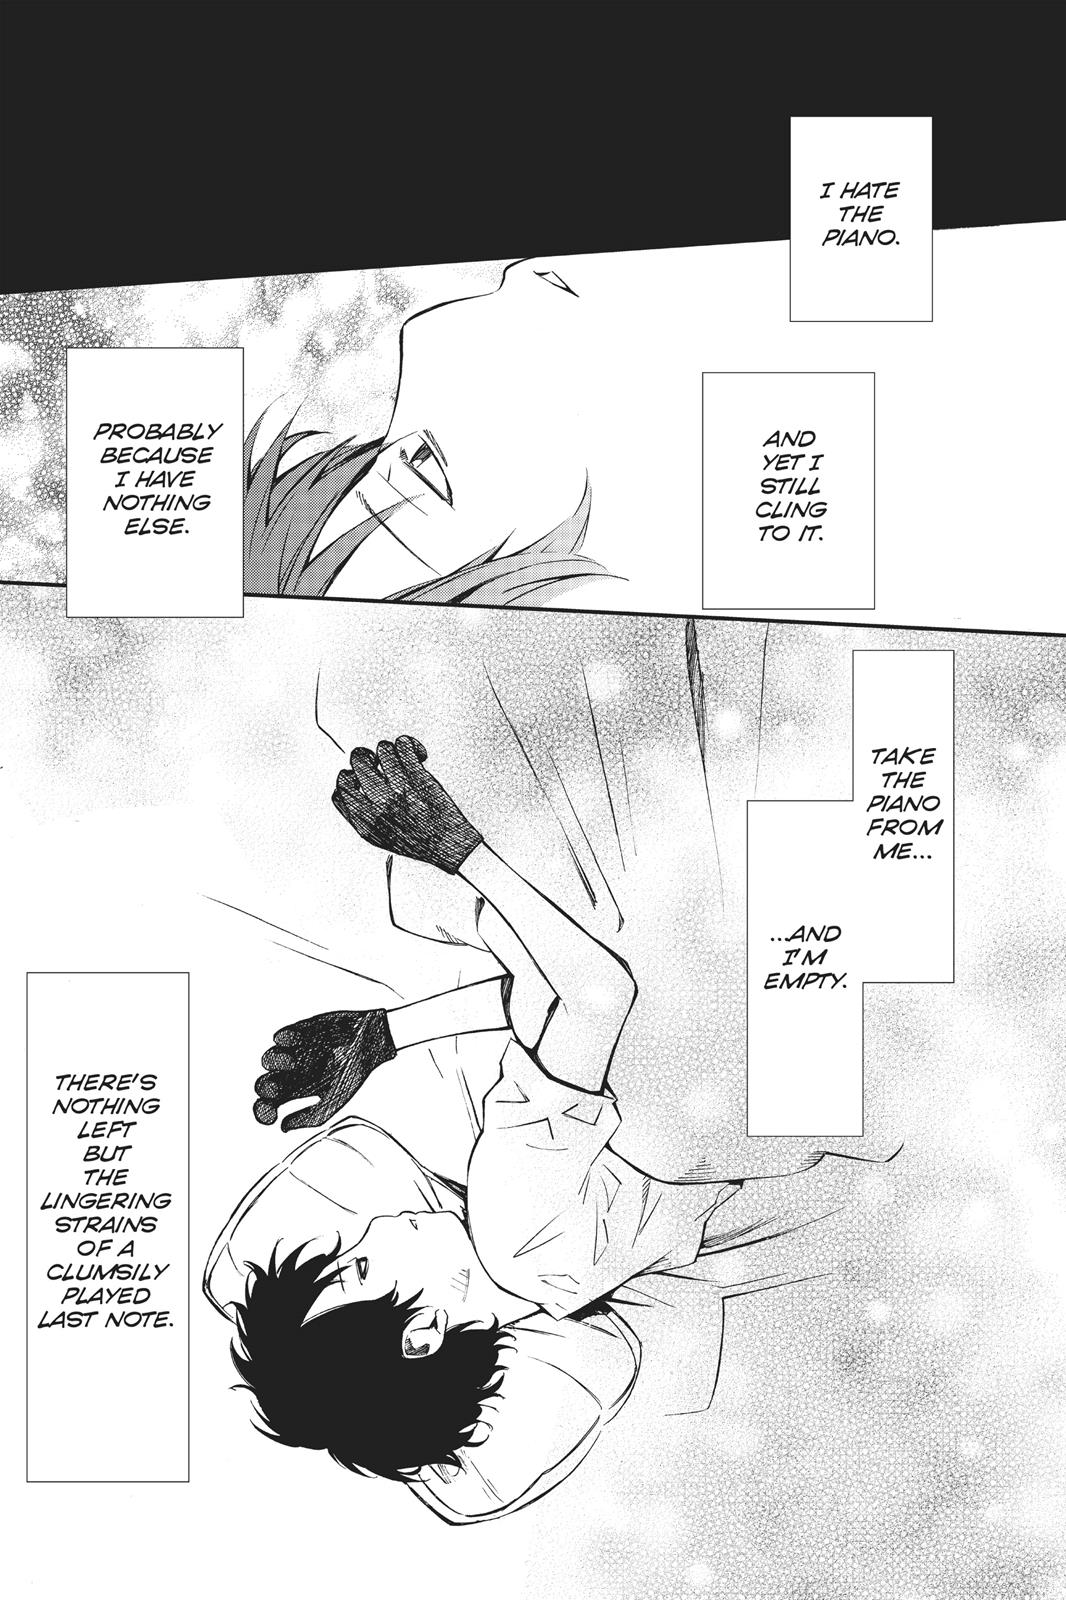 I HATE
THE
PIANO.
AND
YET I
STILL
CLING
TO IT.
PROBABLY
BECAUSE
I HAVE
NOTHING
ELSE.
TAKE
THE
PIANO
FROM
ME...
...AND
I'M
EMPTY.
THERE'S
NOTHING
LEFT
BUT
THE
LINGERING
STRAINS
OF A
CLUMSILY
PLAYED
LAST NOTE.